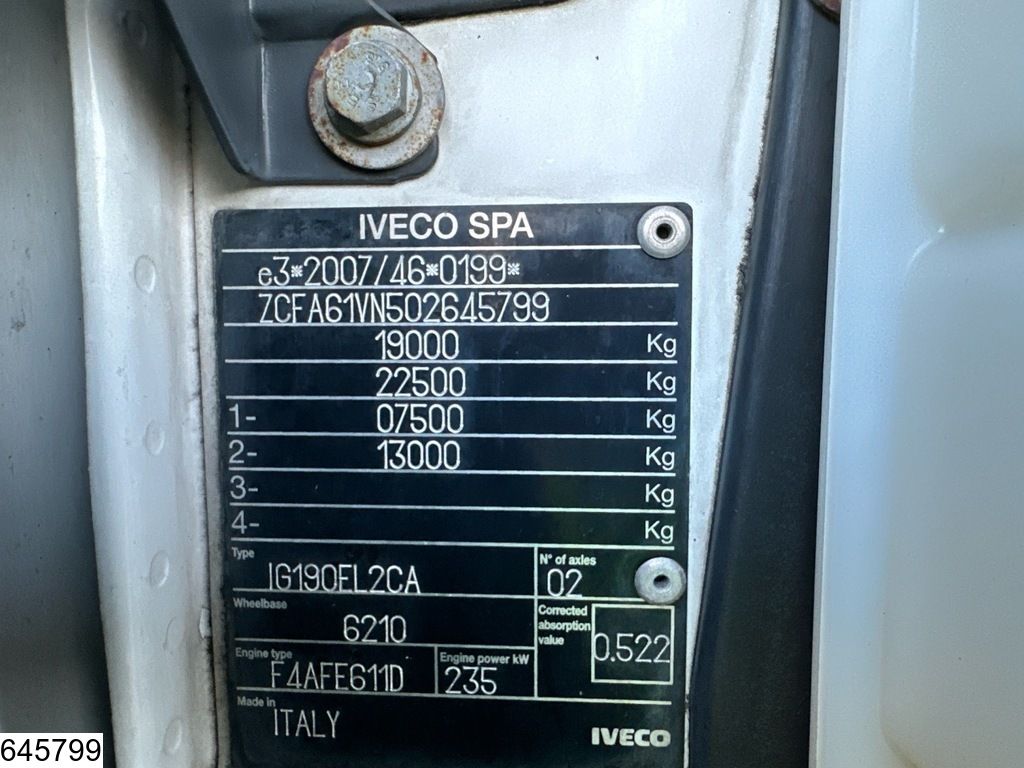 IVECO SPA
e3*2007/46*0199*
ZCFA61VN502645799
19000 Kg
22500 Kg
1- 07500 Kg
2- 13000 Kg
3- Kg
4- Kg
Type
IG190EL2CA
N° of axles
02
Wheelbase
6210
Corrected
absorption
value
0.522
Engine type
F4AFE611D
Engine power kW
235
Made in
ITALY
IVECO
645799